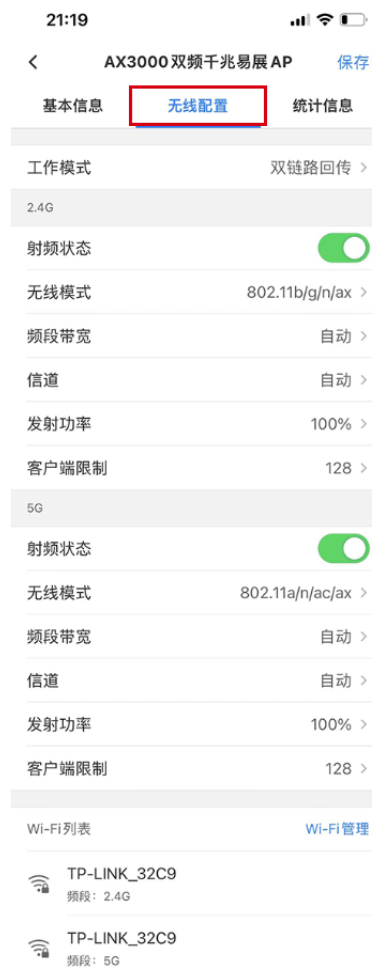 21:19
AX3000双频千兆易展AP 保存
基本信息 无线配置 统计信息
工作模式 双链路回传
2.4G
射频状态
无线模式 802.11b/g/n/ax
频段带宽 自动
信道 自动
发射功率 100%
客户端限制 128
5G
射频状态
无线模式 802.11a/n/ac/ax
频段带宽 自动
信道 自动
发射功率 100%
客户端限制 128
Wi-Fi列表 Wi-Fi管理
TP-LINK_32C9
频段：2.4G
TP-LINK_32C9
频段：5G